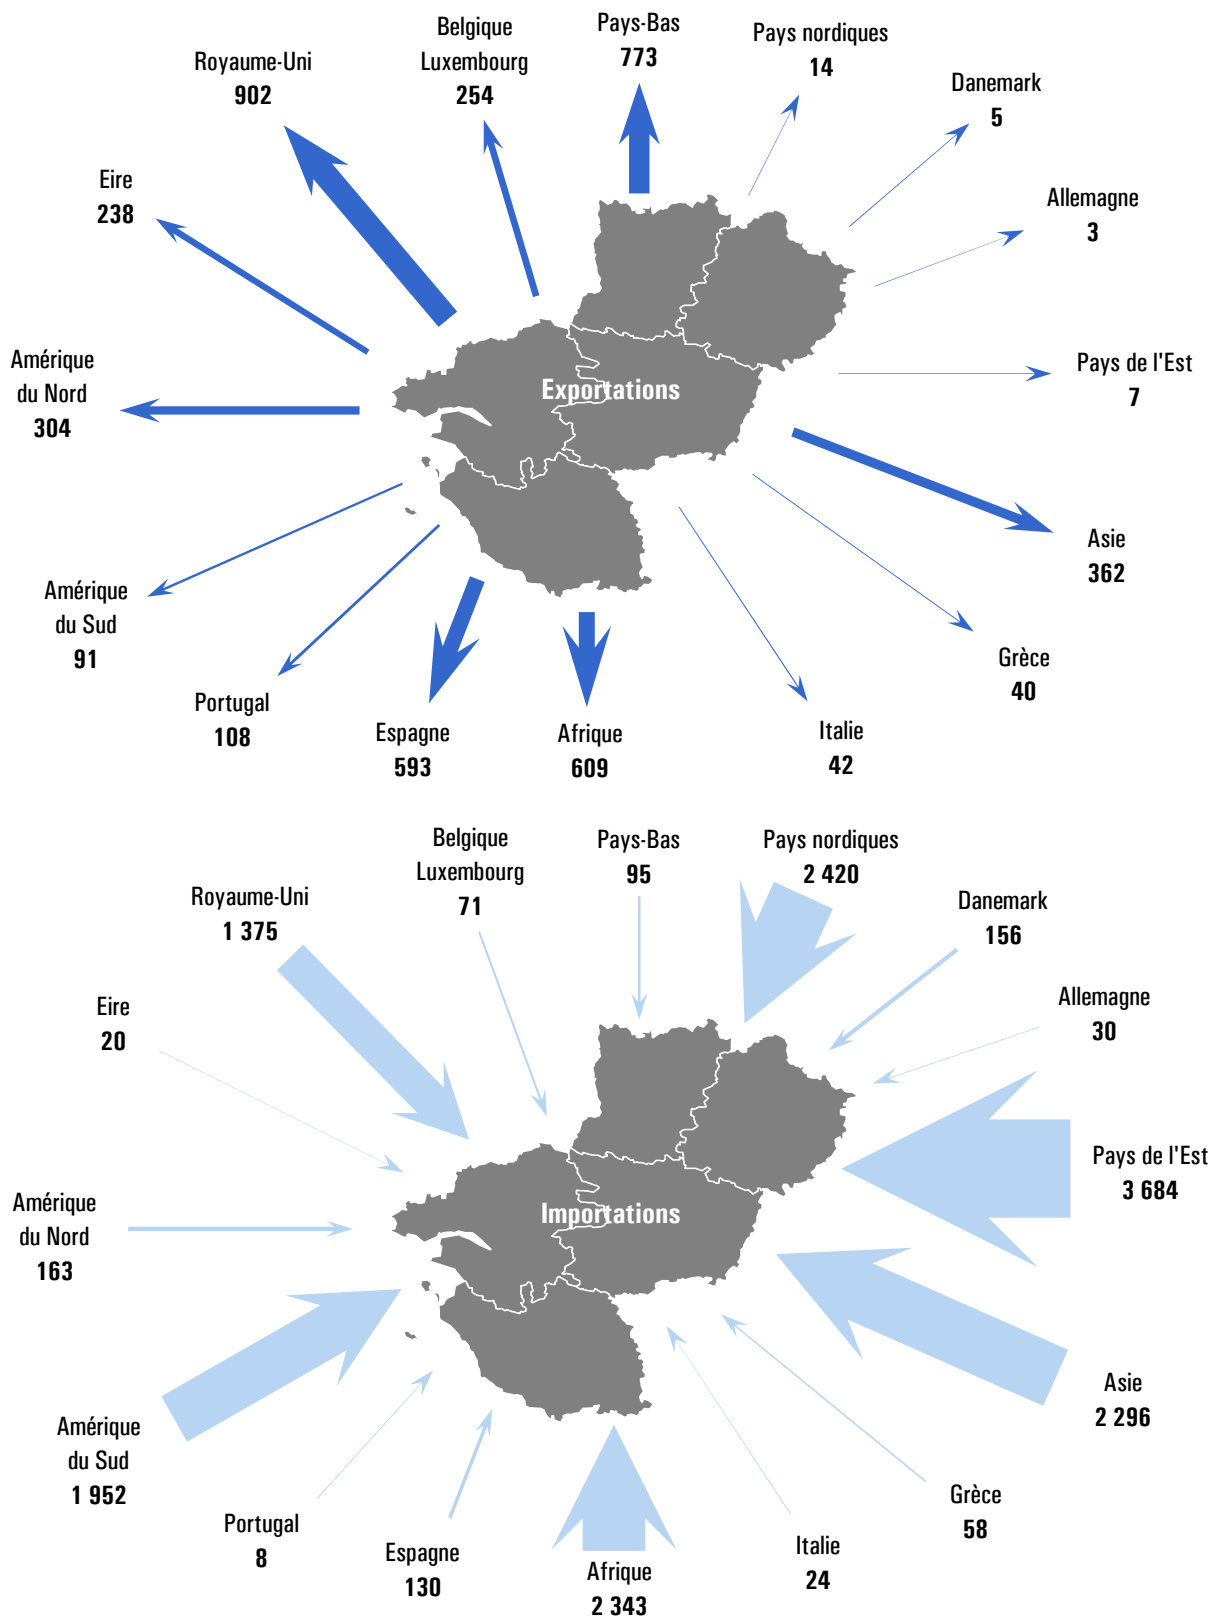 Pays-Bas
773
Belgique
Luxembourg
254
Pays nordiques
14
Royaume-Uni
902
Danemark
5
Eire
238
Allemagne
3
Amérique
du Nord
304
Exportations
Pays de l'Est
7
Asie
362
Amérique
du Sud
91
Grèce
40
Portugal
108
Espagne
593
Afrique
609
Italie
42
Belgique
Luxembourg
71
Pays-Bas
95
Pays nordiques
2 420
Royaume-Uni
1 375
Danemark
156
Eire
20
Allemagne
30
Pays de l'Est
3 684
Amérique
du Nord
163
Importations
Asie
2 296
Amérique
du Sud
1 952
Grèce
58
Portugal
8
Espagne
130
Afrique
2 343
Italie
24